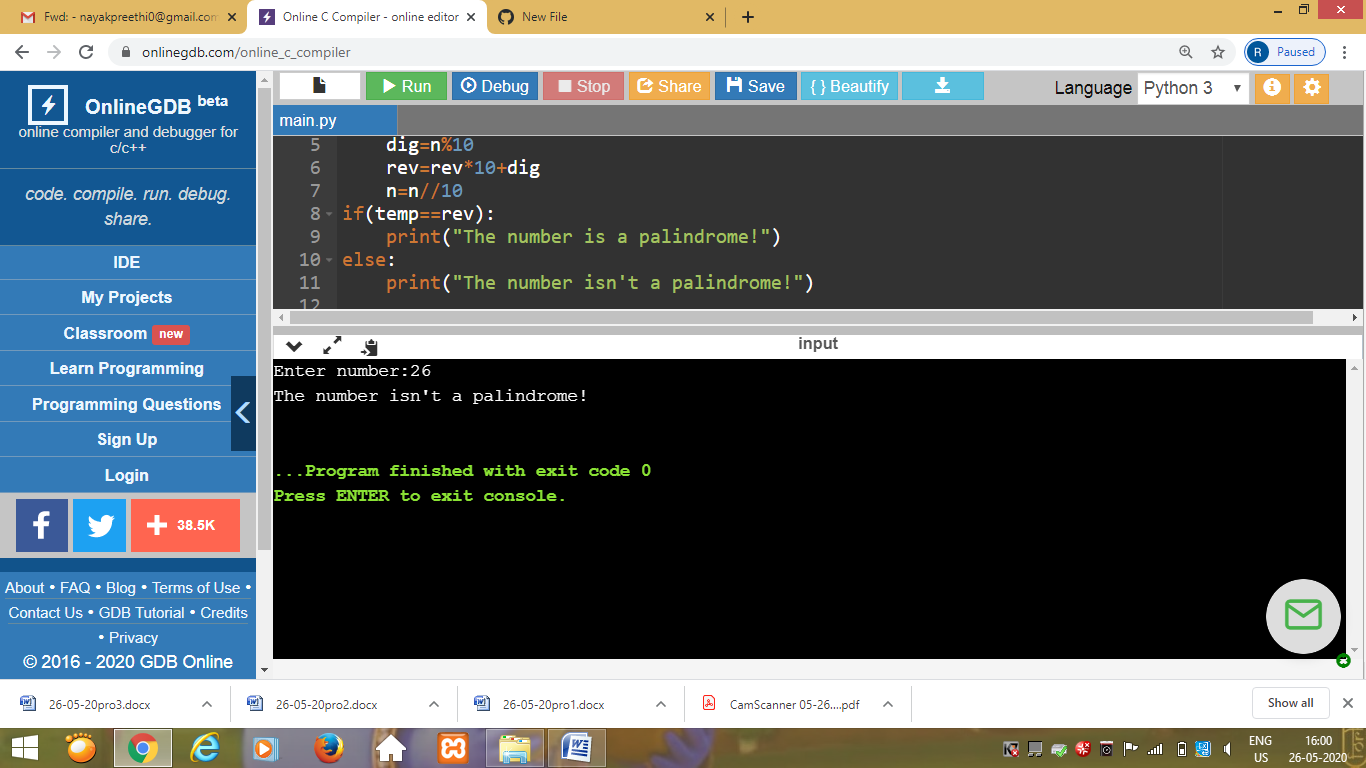 Fwd: - nayakpreethi0@gmail.com
Online C Compiler - online editor
New File
onlinegdb.com/online_c_compiler
R Paused
OnlineGDB beta
online compiler and debugger for
c/c++
code. compile. run. debug.
share.
IDE
My Projects
Classroom new
Learn Programming
Programming Questions
Sign Up
Login
f
38.5K
About • FAQ • Blog • Terms of Use •
Contact Us • GDB Tutorial • Credits
• Privacy
© 2016 - 2020 GDB Online
Run Debug Stop Share Save { } Beautify
Language Python 3
main.py
5 dig=n%10
6 rev=rev*10+dig
7 n=n//10
8 if(temp==rev):
9 print("The number is a palindrome!")
10 else:
11 print("The number isn't a palindrome!")
12
input
Enter number:26
The number isn't a palindrome!
...Program finished with exit code 0
Press ENTER to exit console.
26-05-20pro3.docx
26-05-20pro2.docx
26-05-20pro1.docx
CamScanner 05-26....pdf
Show all
ENG
US
16:00
26-05-2020